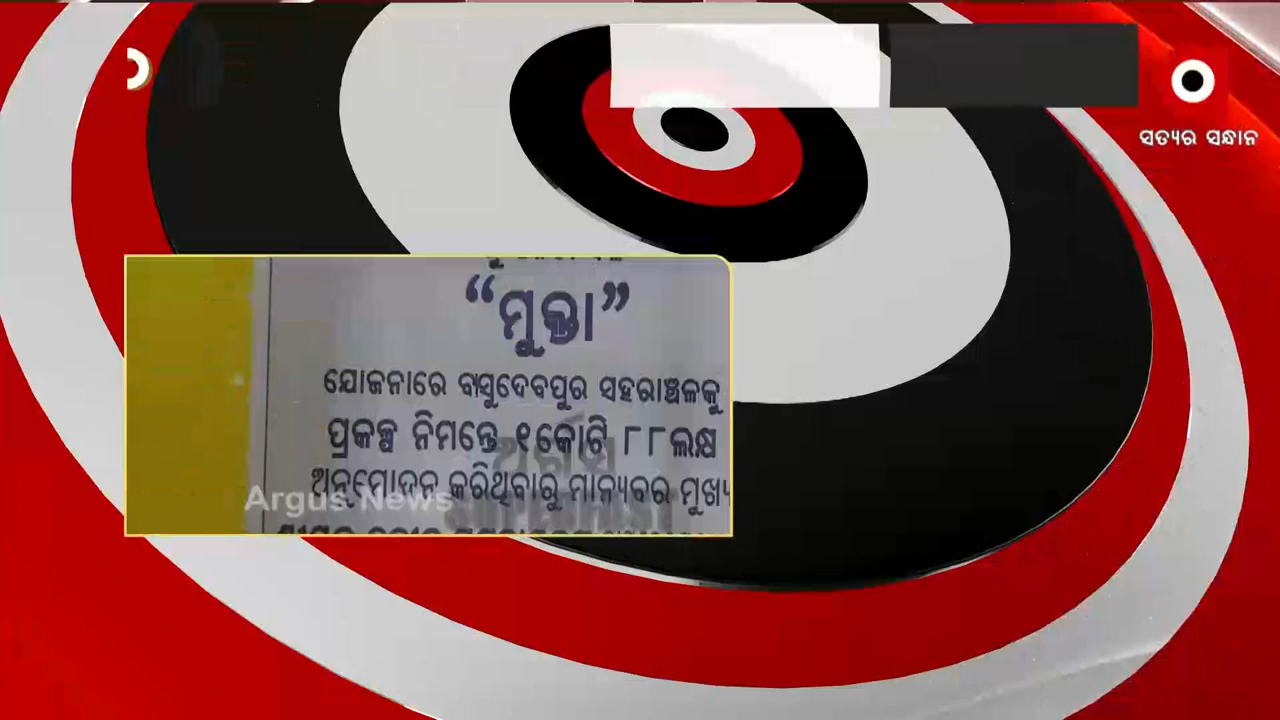 ସତ୍ୟର ସନ୍ଧାନ
“ମୁକ୍ତା”
ଯୋଜନାରେ ବାସୁଦେବପୁର ସହରାଞ୍ଚଳକୁ
ପ୍ରକଳ୍ପ ନିମନ୍ତେ ୧କୋଟି ୮୮ଲକ୍ଷ
ଅନୁମୋଦନ କରିଥିବାରୁ ମାନ୍ୟବର
Argus News